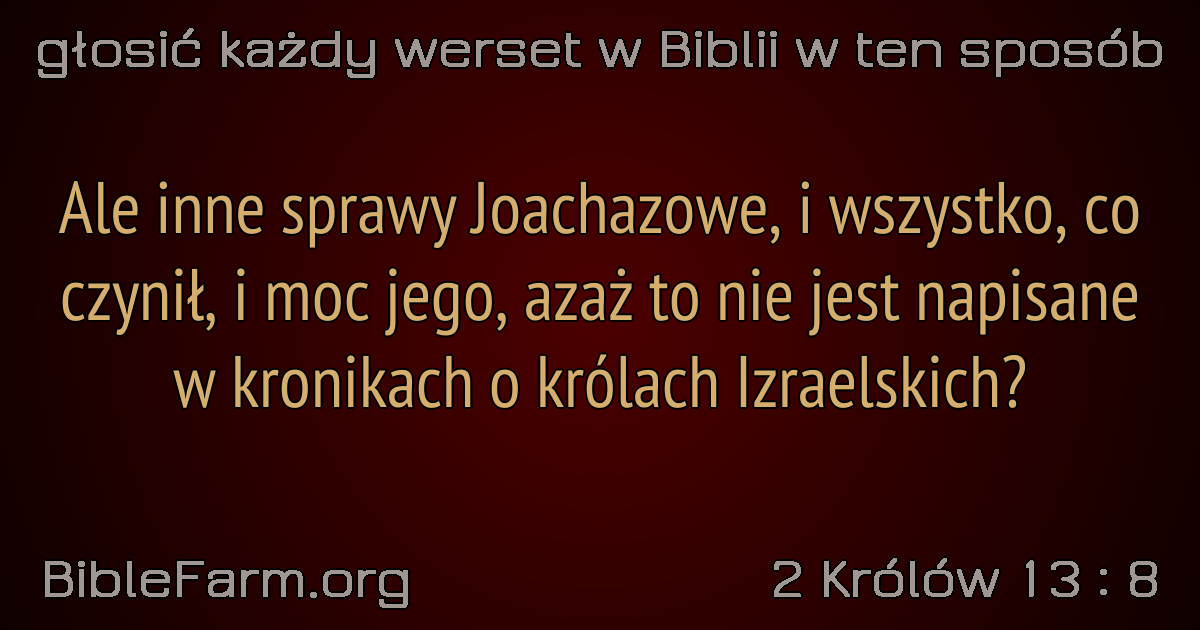 głosić każdy werset w Biblii w ten sposób
Ale inne sprawy Joachazowe, i wszystko, co
czynił, i moc jego, azaż to nie jest napisane
w kronikach o królach Izraelskich?
BibleFarm.org
2 Królów 13 : 8